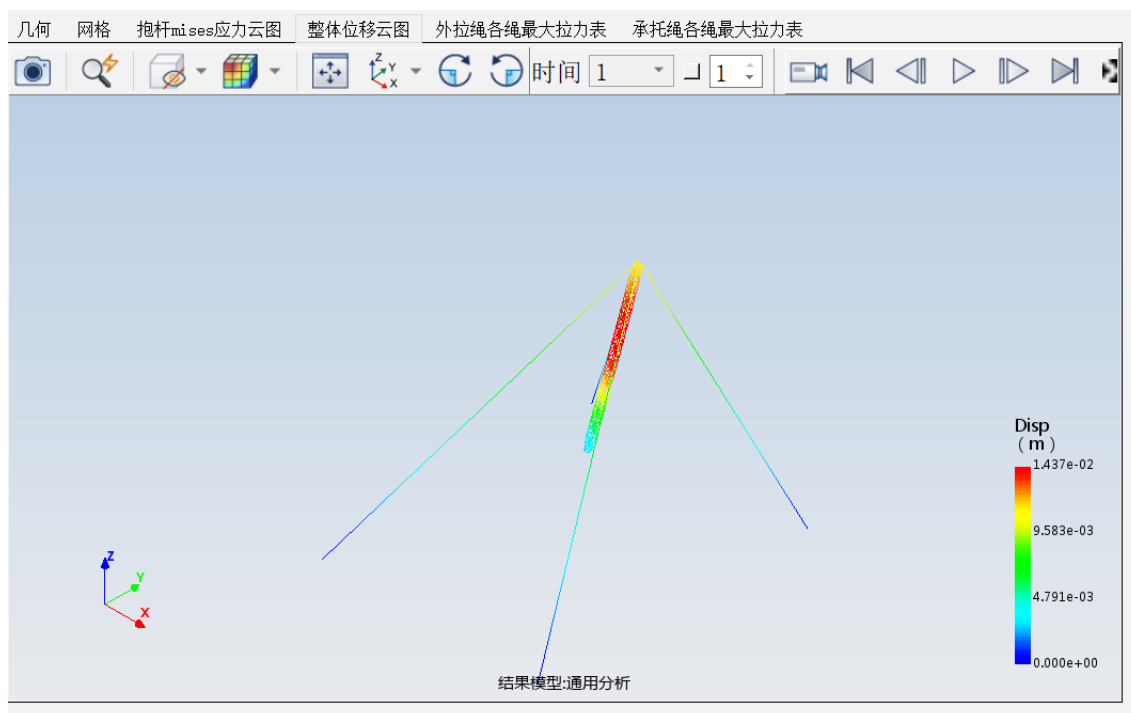 几何 网格 抱杆mises应力云图 整体位移云图 外拉绳各绳最大拉力表 承托绳各绳最大拉力表
Z Y X 时间 1 1
Disp
(m)
1.437e-02
9.583e-03
4.791e-03
0.000e+00
Z
Y
X
结果模型:通用分析